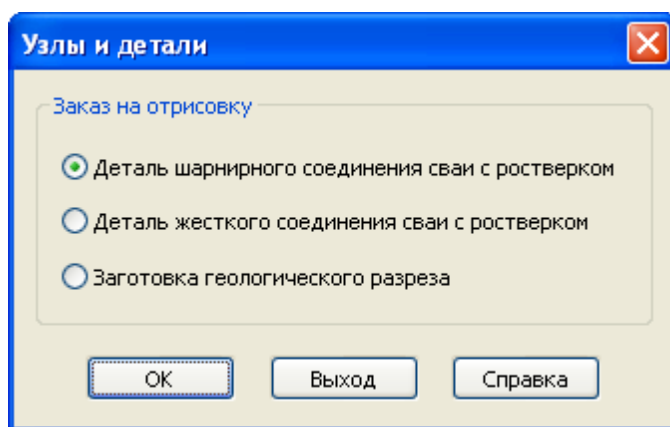 Узлы и детали
Заказ на отрисовку
Деталь шарнирного соединения сваи с ростверком
Деталь жесткого соединения сваи с ростверком
Заготовка геологического разреза
ОК Выход Справка